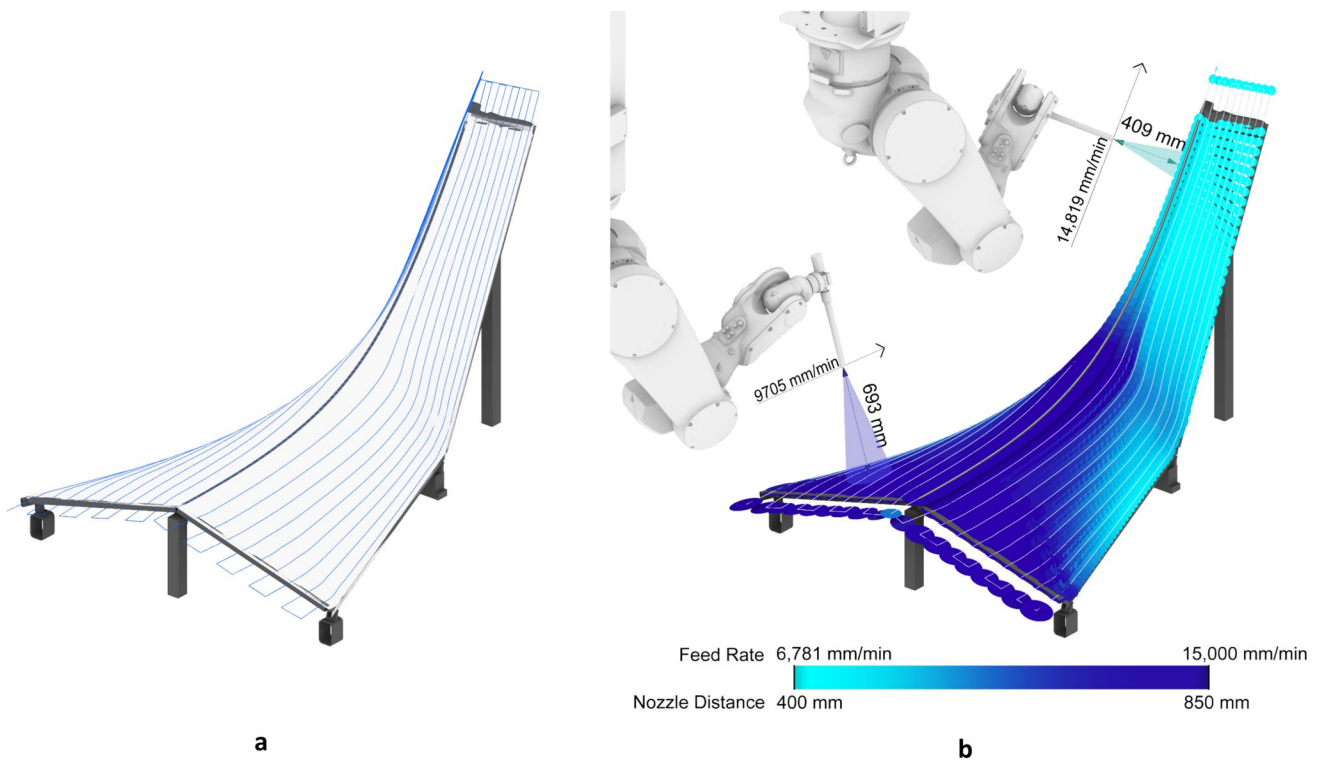 409 mm
14,819 mm/min
9705 mm/min
693 mm
Feed Rate 6,781 mm/min 15,000 mm/min
Nozzle Distance 400 mm 850 mm
a b